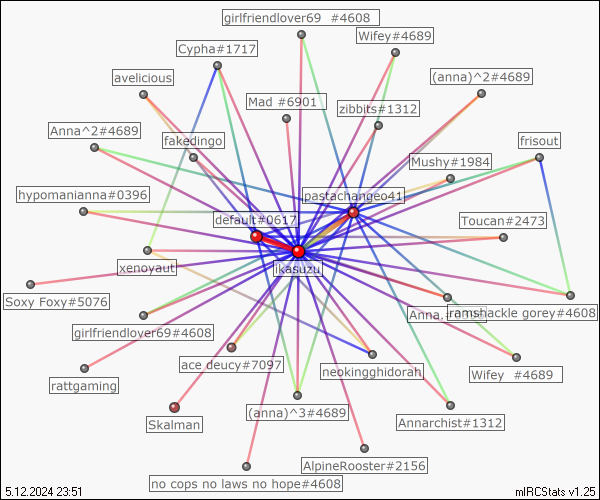 girlfriendlover69  #4608
Wifey#4689
Cypha#1717
avelicious
(anna)^2#4689
Mad #6901
zibbits#1312
Anna^2#4689
fakedingo
frisout
Mushy#1984
hypomaniana#0396
pastachangeo41
default#0617
Toucan#2473
xenoyaut
ikasuzu
Soxy Foxy#5076
Anna.
ramshackle gorey#4608
girlfriendlover69#4608
ace deucy#7097
neokingghidorah
Wifey  #4689
rattgaming
(anna)^3#4689
Skalman
Annarchist#1312
AlpineRooster#2156
no cops no laws no hope#4608
5.12.2024 23:51
mIRCStats v1.25